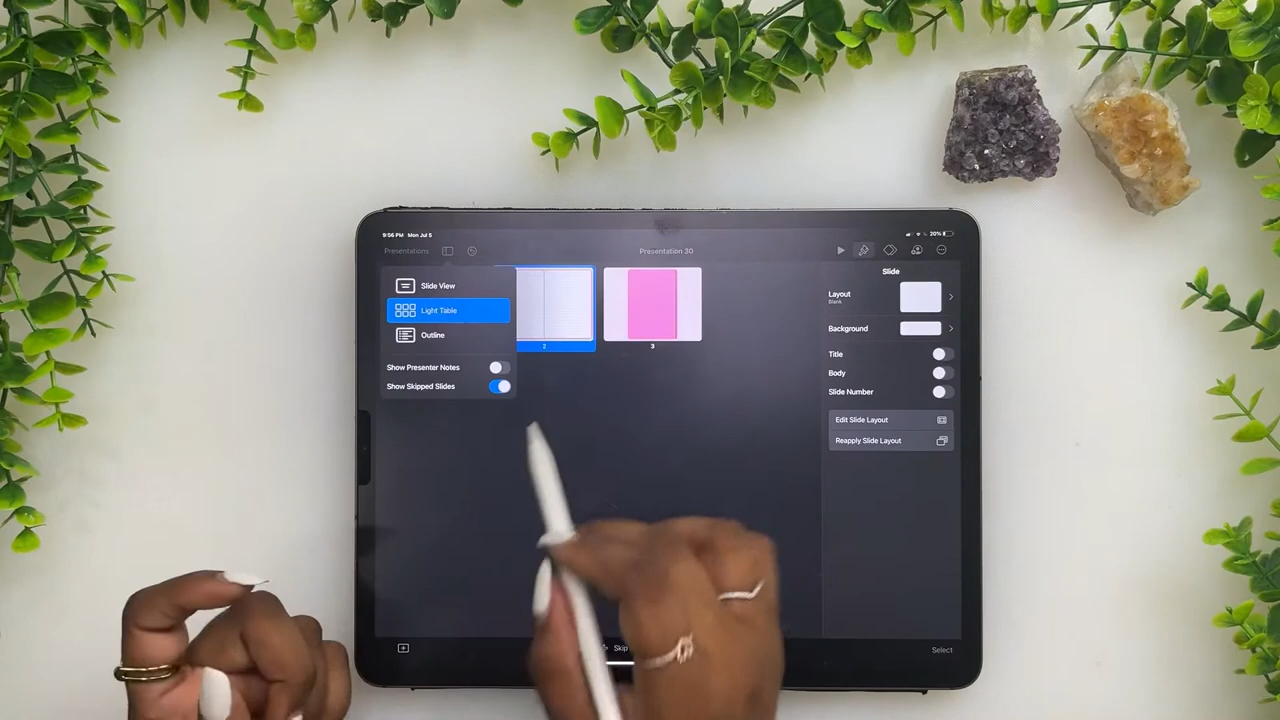 9:56 PM Mon Jul 5
20%
Presentations
Presentation 30
Slide View
Light Table
Outline
Show Presenter Notes
Show Skipped Slides
2
3
Slide
Layout
Blank
Background
Title
Body
Slide Number
Edit Slide Layout
Reapply Slide Layout
Skip
Select